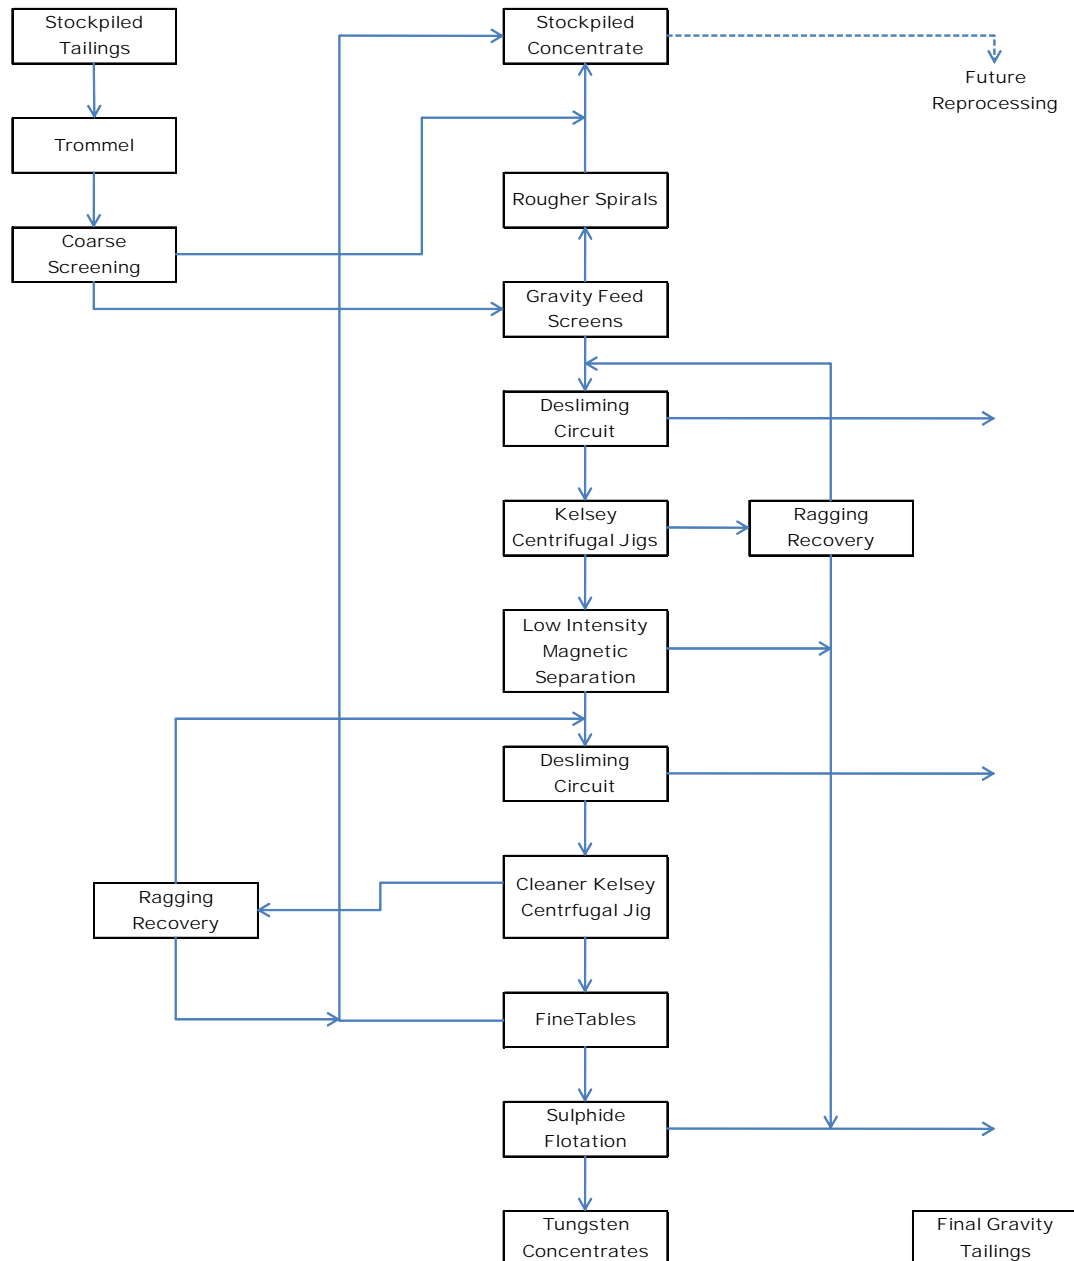 Stockpiled
Tailings
Stockpiled
Concentrate
Future
Reprocessing
Trommel
Rougher Spirals
Coarse
Screening
Gravity Feed
Screens
Desliming
Circuit
Kelsey
Centrifugal Jigs
Ragging
Recovery
Low Intensity
Magnetic
Separation
Desliming
Circuit
Cleaner Kelsey
Centrfugal Jig
Ragging
Recovery
FineTables
Sulphide
Flotation
Tungsten
Concentrates
Final Gravity
Tailings